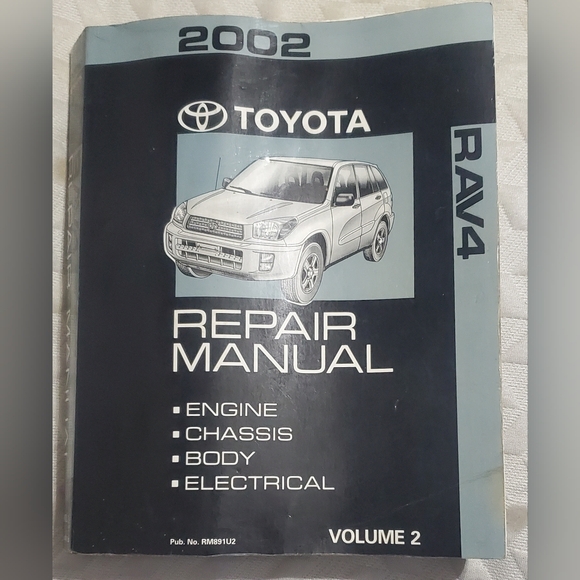 2002
TOYOTA
RAV4
REPAIR
MANUAL
▪ ENGINE
▪ CHASSIS
▪ BODY
▪ ELECTRICAL
Pub. No. RM891U2
VOLUME 2